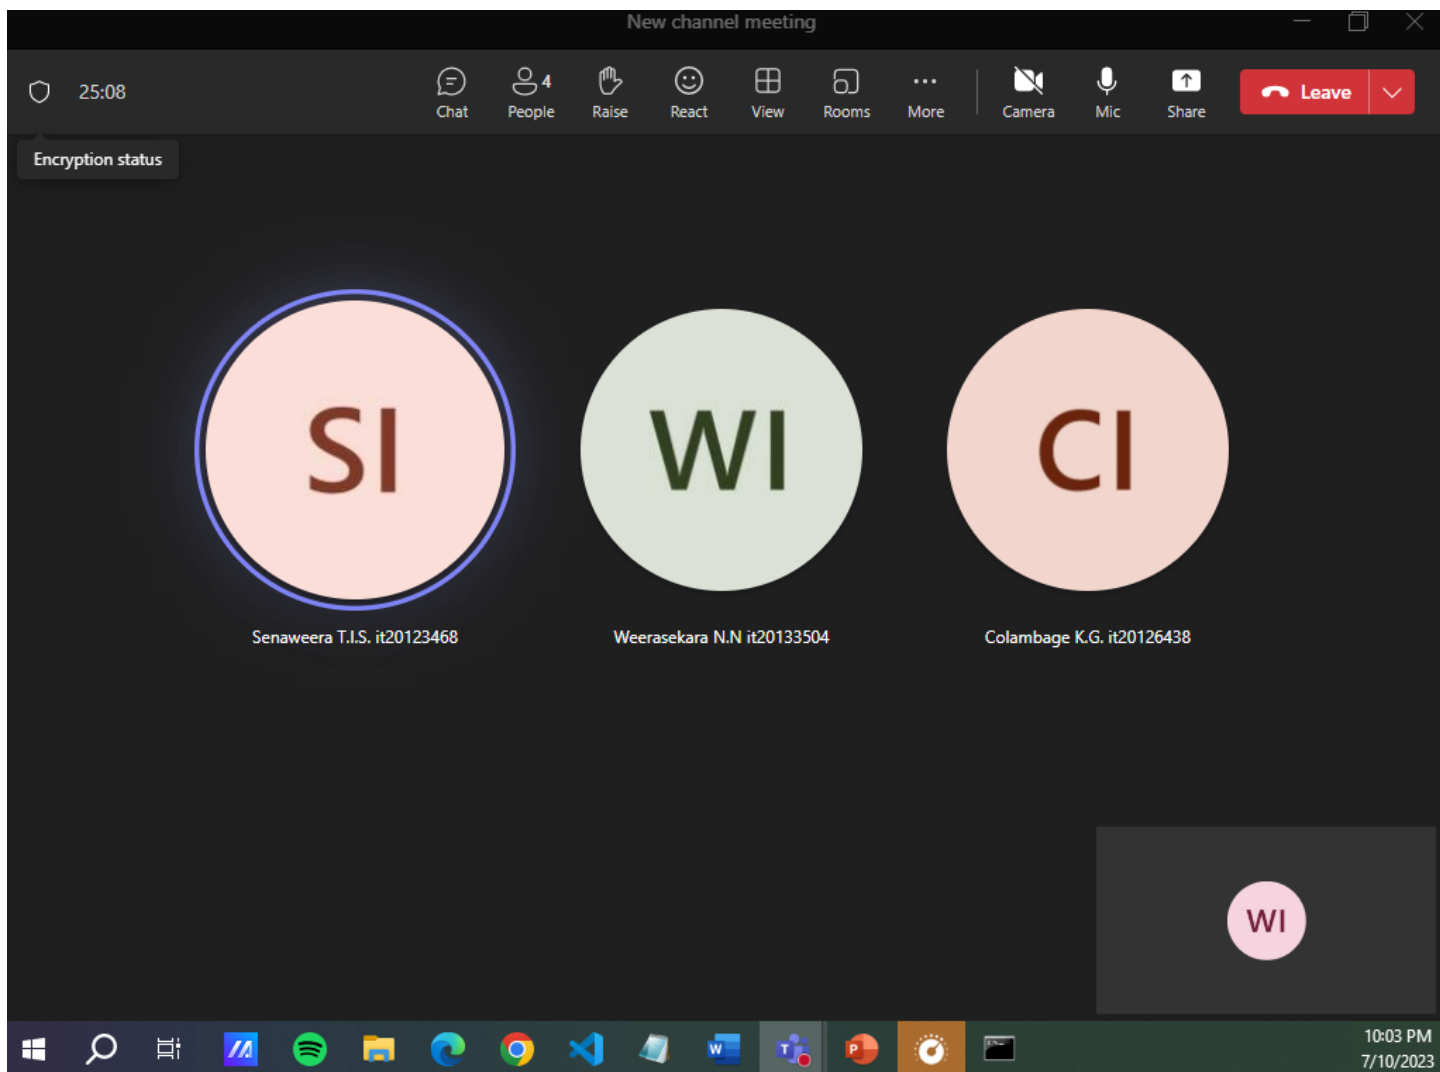 New channel meeting
25:08
Chat
4
People
Raise
React
View
Rooms
More
Camera
Mic
Share
Leave
Encryption status
SI
WI
CI
Senaweera T.I.S. it20123468
Weerasekara N.N it20133504
Colambage K.G. it20126438
WI
10:03 PM
7/10/2023